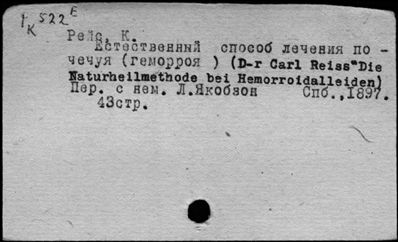 1 522 E
K
Рейс, К.
Естественный способ лечения по -
чечуя (геморроя ) (D-r Carl Reiss"Die
Naturheilmethode bei Hemorroidalleiden)
Пер. с нем. Л.Якобзон Спб.,1897.
43стр.